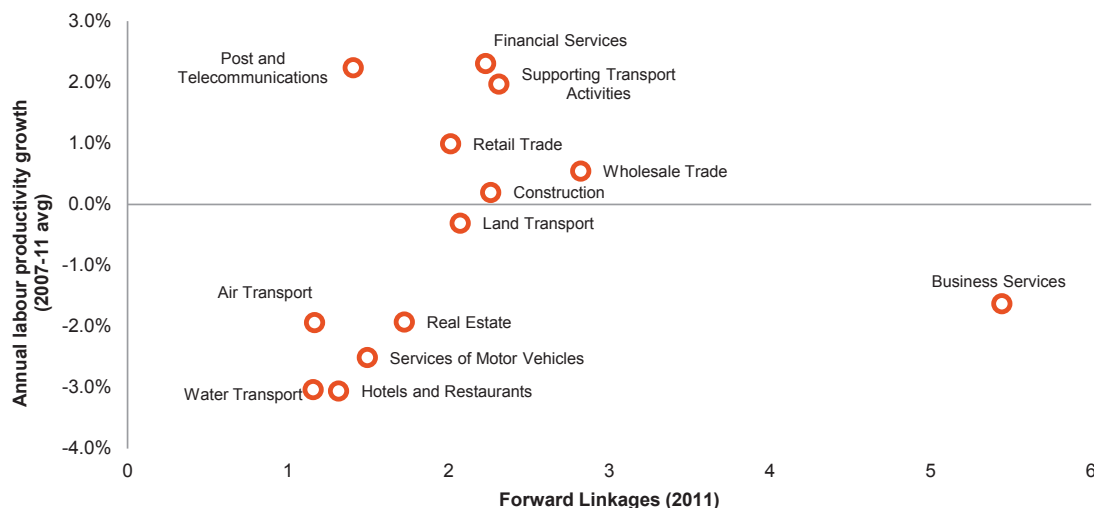 3.0%
2.0%
1.0%
0.0%
-1.0%
-2.0%
-3.0%
-4.0%
Annual labour productivity growth
(2007-11 avg)
Post and
Telecommunications
Financial Services
Supporting Transport
Activities
Retail Trade
Wholesale Trade
Construction
Land Transport
Business Services
Air Transport
Real Estate
Services of Motor Vehicles
Water Transport
Hotels and Restaurants
0 1 2 3 4 5 6
Forward Linkages (2011)